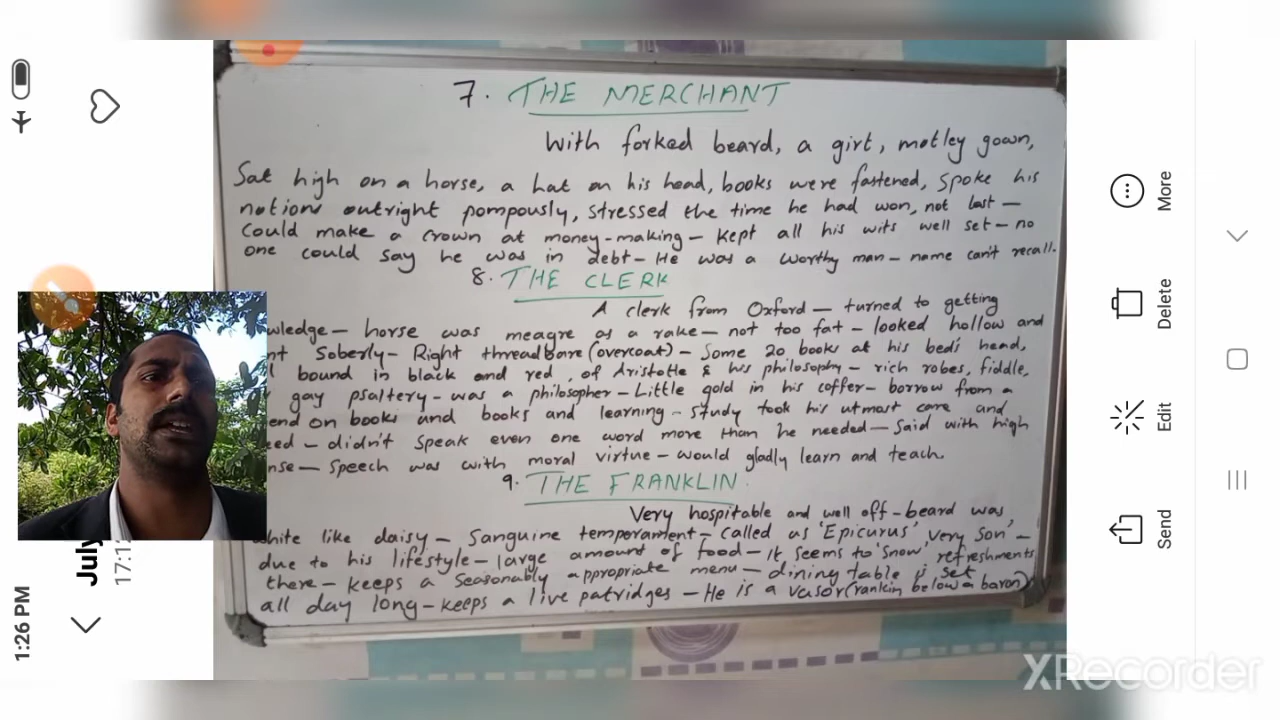 7. THE MERCHANT
With forked beard, a girt, motley gown,
Sat high on a horse, a hat on his head, books were fastened, spoke his
notions outright pompously, stressed the time he had won, not lost –
could make a crown at money-making – kept all his wits well set – no
one could say he was in debt – He was a worthy man – name can't recall.
8. THE CLERK
A clerk from Oxford – turned to getting
wledge – horse was meagre as a rake – not too fat – looked hollow and
nt soberly – Right threadbare (overcoat) – Some 20 books at his bed's head,
bound in black and red, of Aristotle & his philosophy – rich robes, fiddle,
gay psaltery – was a philosopher – Little gold in his coffer – borrow from a
end on books and books and learning – study took his utmost care and
eed – didn't speak even one word more than he needed – said with high
nse – speech was with moral virtue – would gladly learn and teach.
9. THE FRANKLIN.
Very hospitable and well off – beard was
white like daisy – Sanguine temperament – called as 'Epicurus' very son' –
due to his lifestyle – large amount of food – it seems to 'snow' refreshments
there – keeps a seasonably appropriate menu – dining table is set
all day long – keeps a live patridges – He is a vasor (rankin below a baron)
July
17:1
1:26 PM
More
Delete
Edit
Send
XRecorder